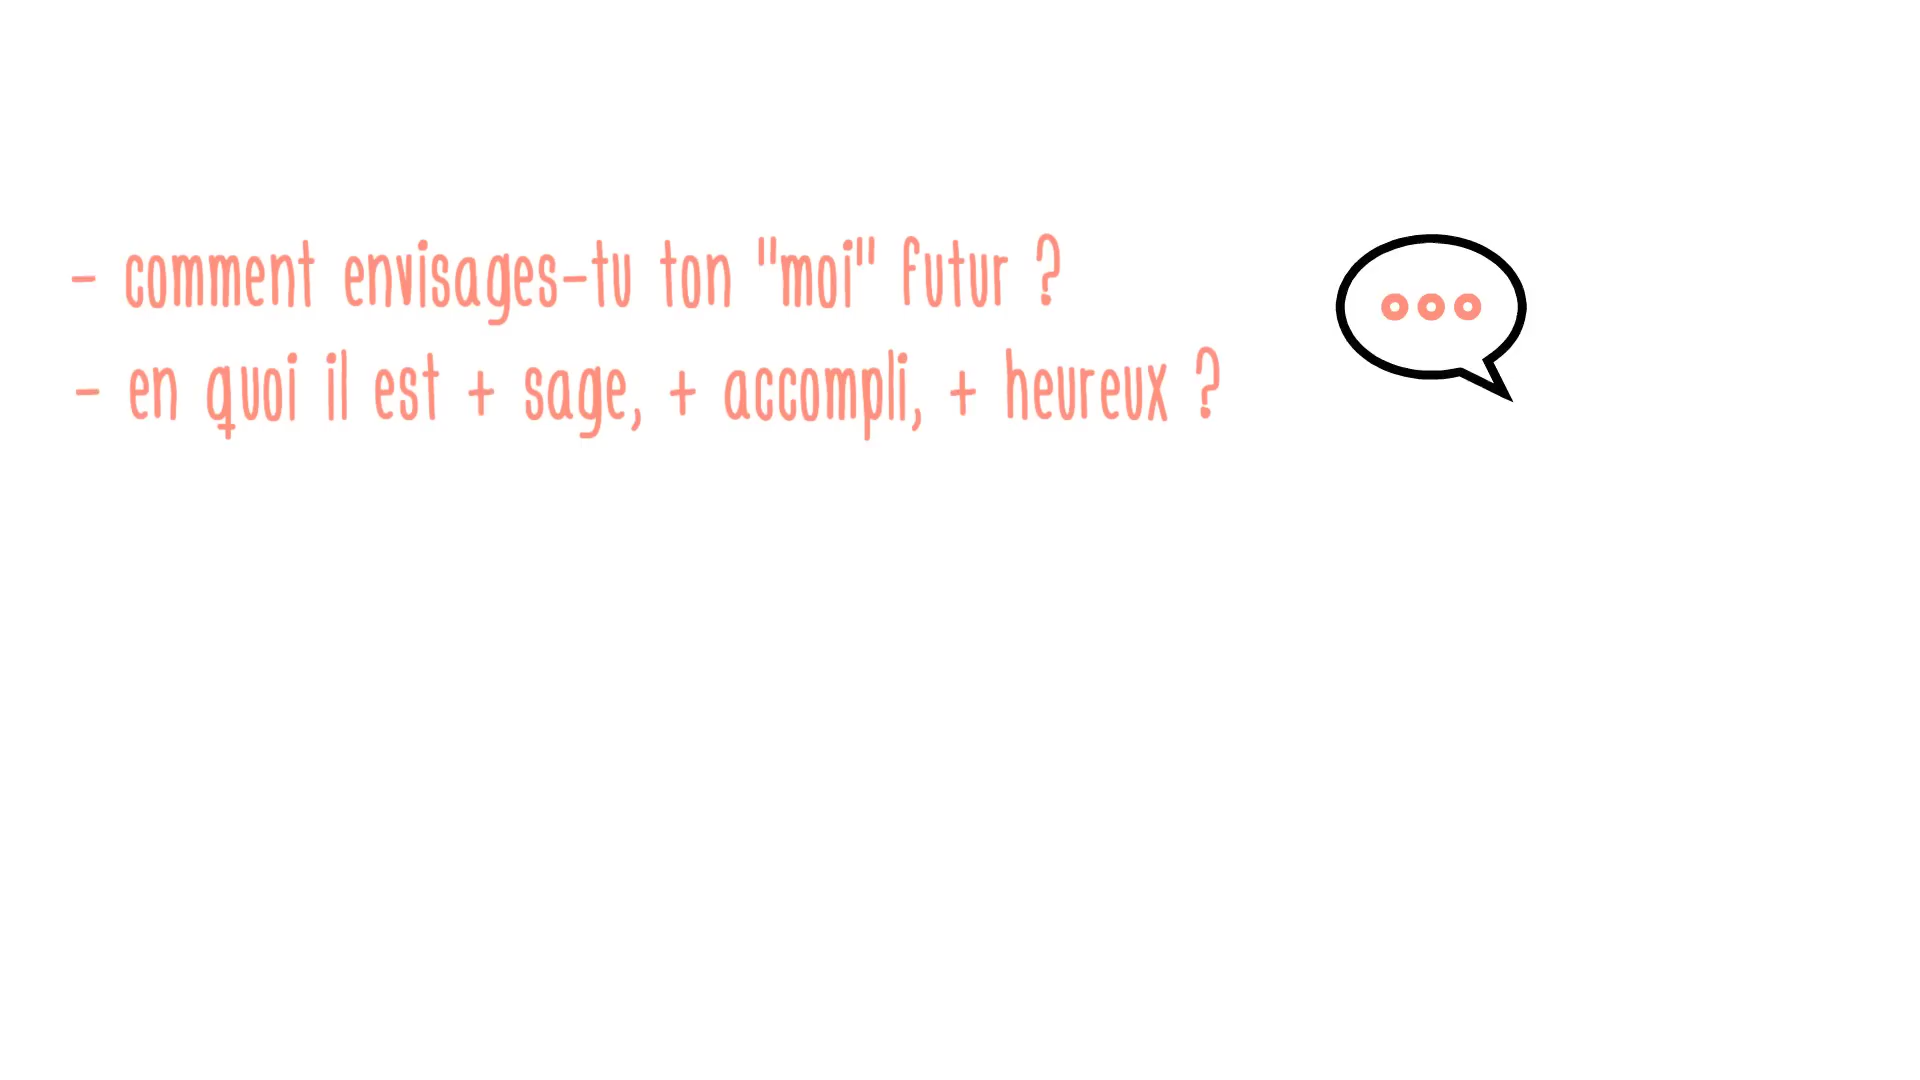 - comment envisages-tu ton "moi" futur ?
- en quoi il est + sage, + accompli, + heureux ?